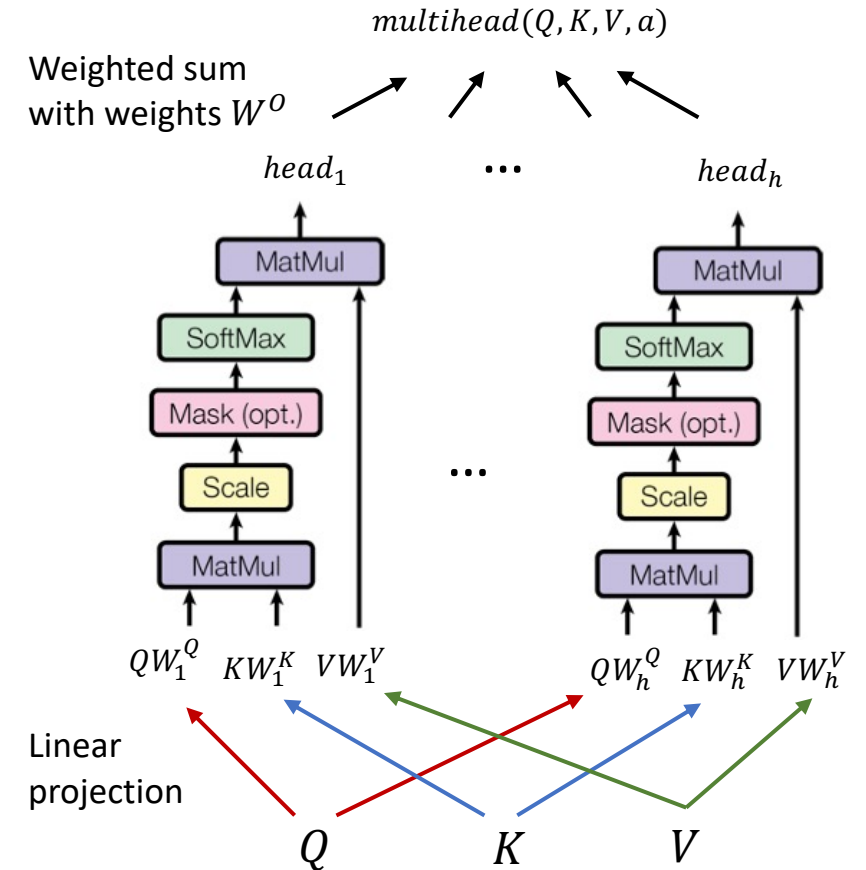 multihead(Q, K, V, a)
Weighted sum
with weights W^O
head_1 ... head_h
MatMul MatMul
SoftMax SoftMax
Mask (opt.) Mask (opt.)
... 
Scale Scale
MatMul MatMul
QW_1^Q KW_1^K VW_1^V QW_h^Q KW_h^K VW_h^V
Linear
projection
Q K V